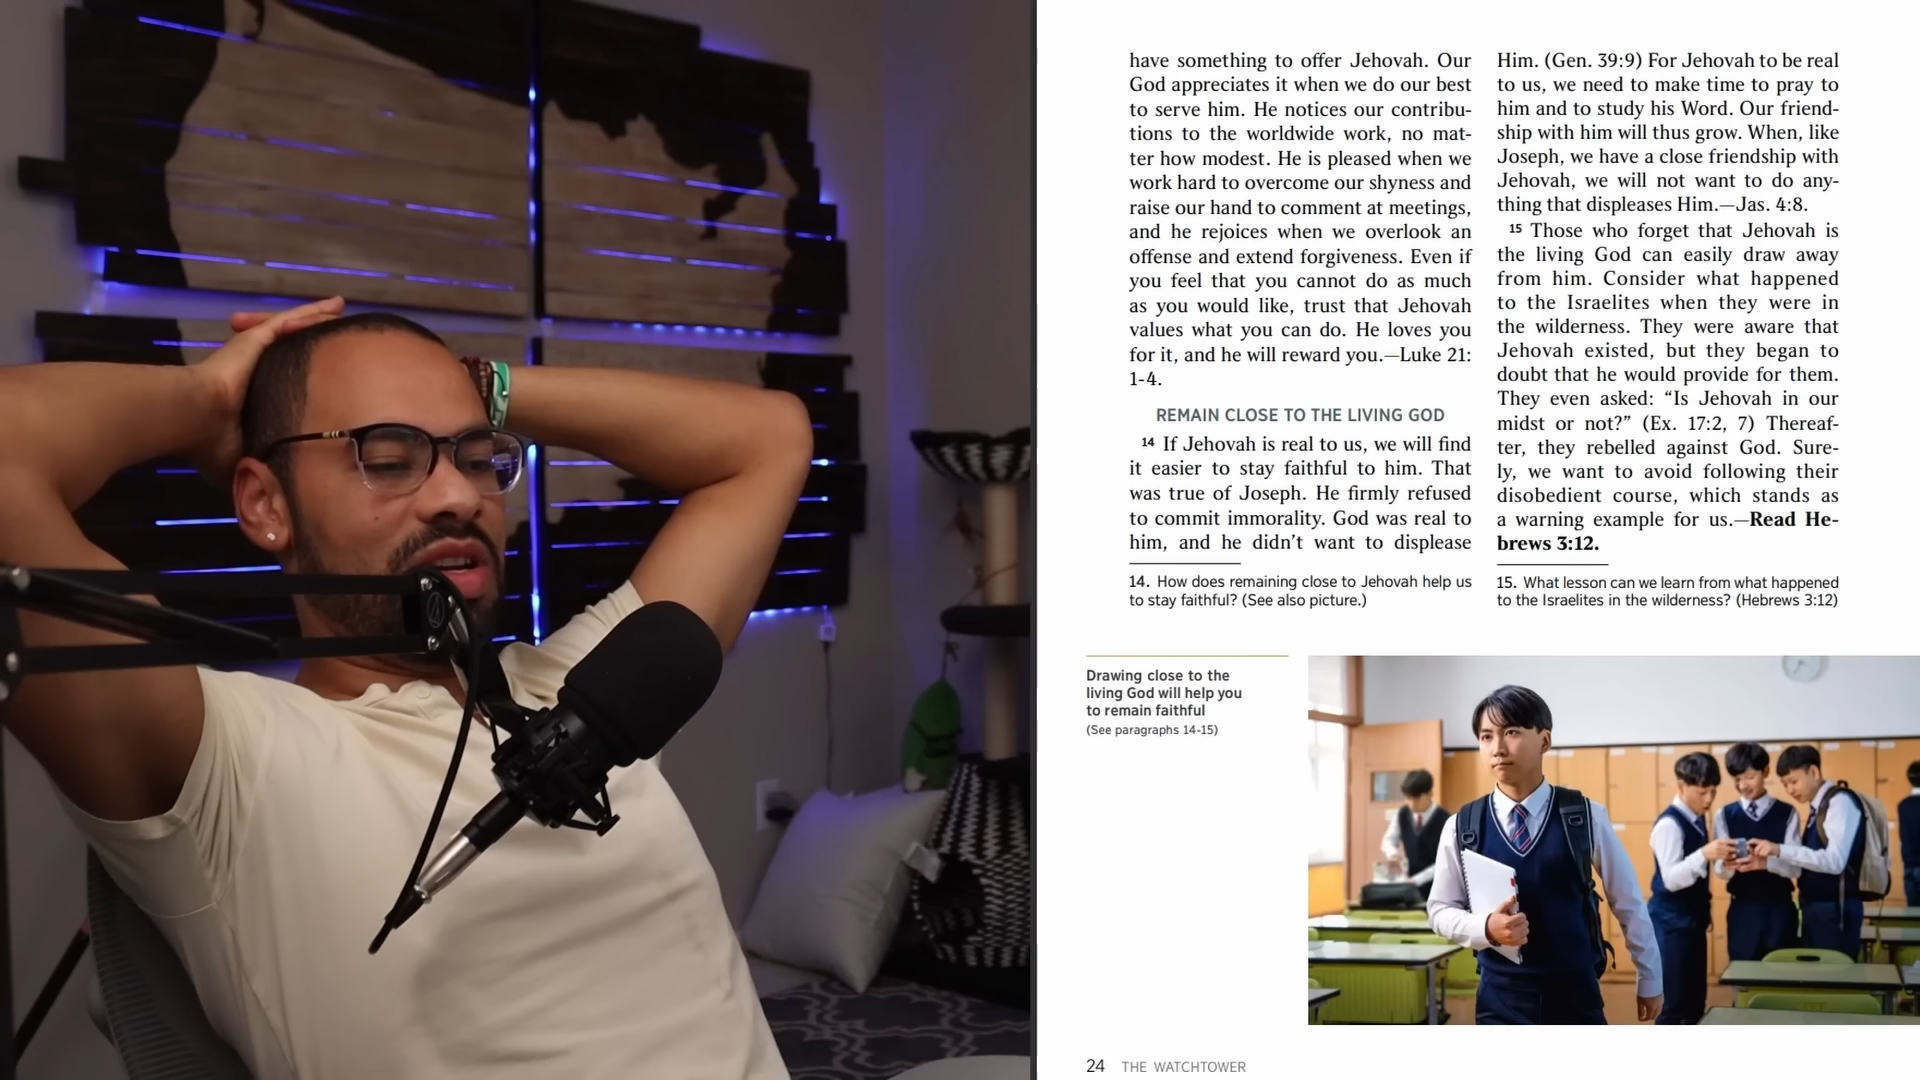 have something to offer Jehovah. Our
God appreciates it when we do our best
to serve him. He notices our contribu-
tions to the worldwide work, no mat-
ter how modest. He is pleased when we
work hard to overcome our shyness and
raise our hand to comment at meetings,
and he rejoices when we overlook an
offense and extend forgiveness. Even if
you feel that you cannot do as much
as you would like, trust that Jehovah
values what you can do. He loves you
for it, and he will reward you.—Luke 21:
1-4.
REMAIN CLOSE TO THE LIVING GOD
14 If Jehovah is real to us, we will find
it easier to stay faithful to him. That
was true of Joseph. He firmly refused
to commit immorality. God was real to
him, and he didn’t want to displease
14. How does remaining close to Jehovah help us
to stay faithful? (See also picture.)
Him. (Gen. 39:9) For Jehovah to be real
to us, we need to make time to pray to
him and to study his Word. Our friend-
ship with him will thus grow. When, like
Joseph, we have a close friendship with
Jehovah, we will not want to do any-
thing that displeases Him.—Jas. 4:8.
15 Those who forget that Jehovah is
the living God can easily draw away
from him. Consider what happened
to the Israelites when they were in
the wilderness. They were aware that
Jehovah existed, but they began to
doubt that he would provide for them.
They even asked: “Is Jehovah in our
midst or not?” (Ex. 17:2, 7) Thereaf-
ter, they rebelled against God. Sure-
ly, we want to avoid following their
disobedient course, which stands as
a warning example for us.—Read He-
brews 3:12.
15. What lesson can we learn from what happened
to the Israelites in the wilderness? (Hebrews 3:12)
Drawing close to the
living God will help you
to remain faithful
(See paragraphs 14-15)
24 THE WATCHTOWER